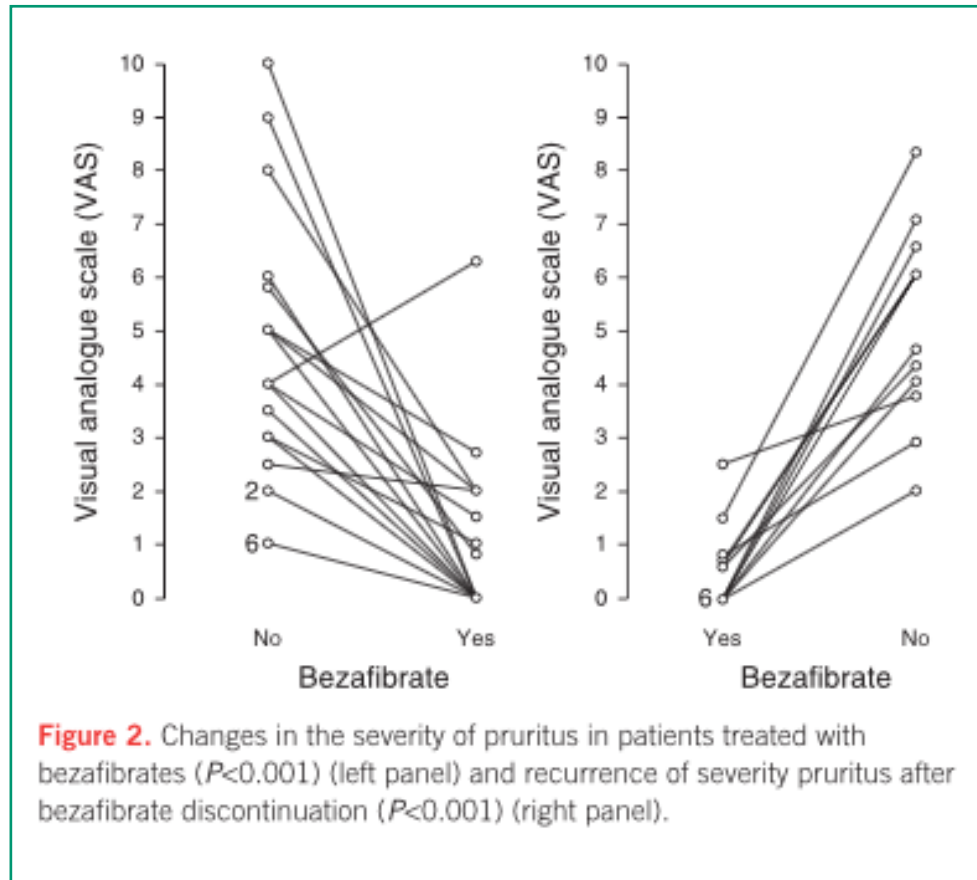 Visual analogue scale (VAS)
10
9
8
7
6
5
4
3
2
1
0
2
6
No Yes
Bezafibrate
Visual analogue scale (VAS)
10
9
8
7
6
5
4
3
2
1
0
6
Yes No
Bezafibrate
Figure 2. Changes in the severity of pruritus in patients treated with
bezafibrates (P<0.001) (left panel) and recurrence of severity pruritus after
bezafibrate discontinuation (P<0.001) (right panel).